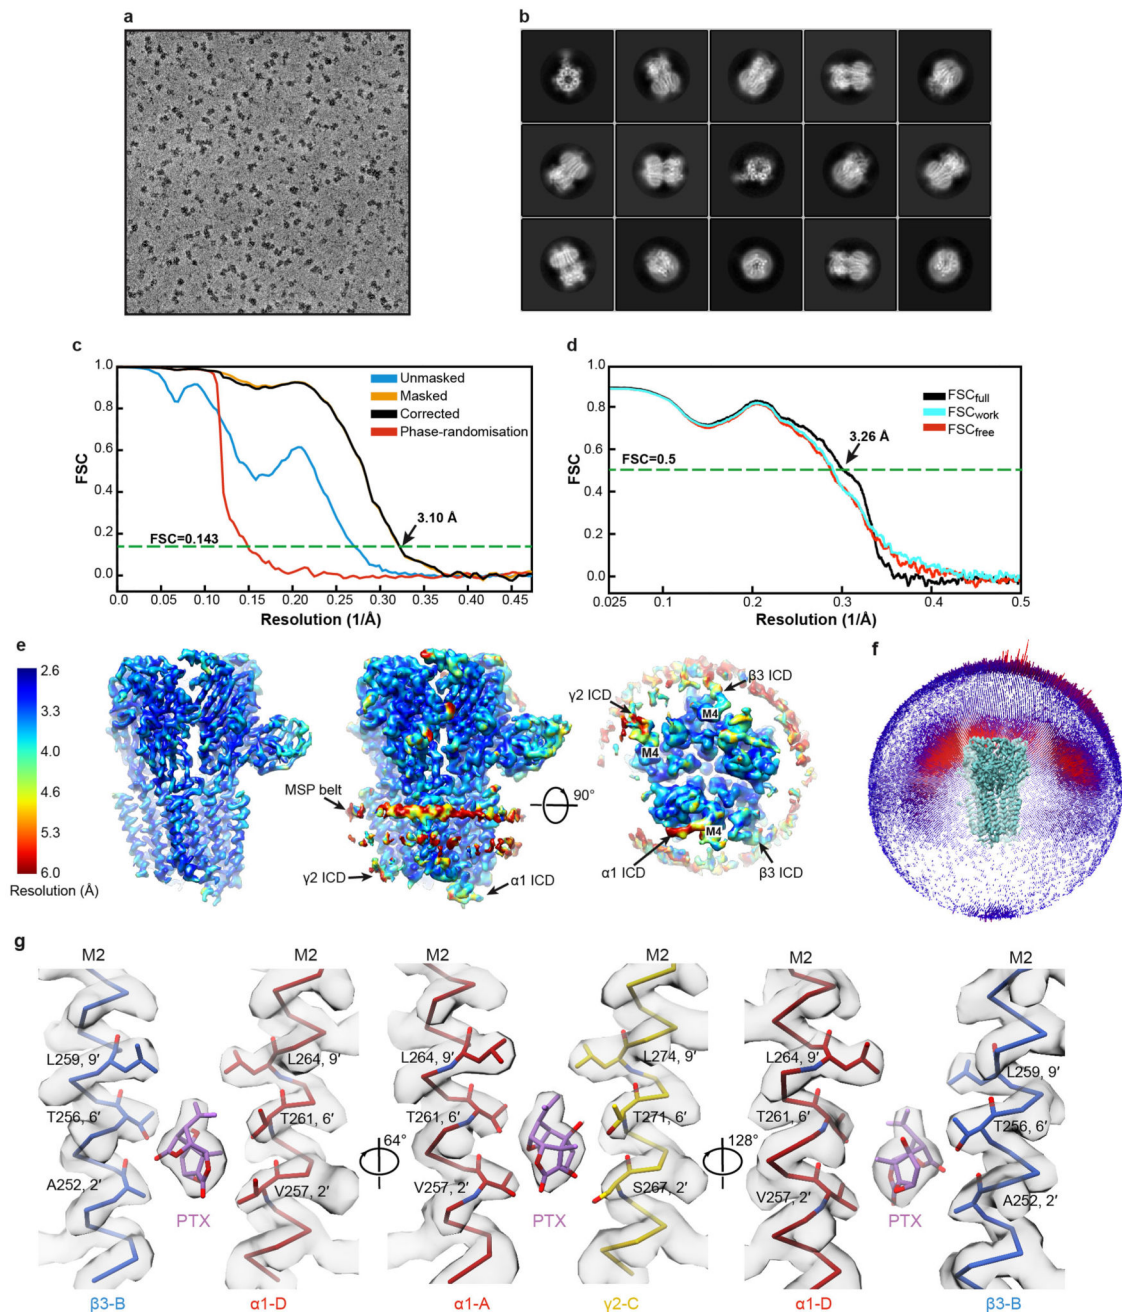 a
b
c
1.0
0.8
0.6
0.4
0.2
0.0
FSC
Unmasked
Masked
Corrected
Phase-randomisation
3.10 Å
FSC=0.143
0.0 0.05 0.10 0.15 0.20 0.25 0.30 0.35 0.40 0.45
Resolution (1/Å)
d
1.0
0.8
0.6
0.4
0.2
0.0
FSC
FSCfull
FSCwork
FSCfree
3.26 Å
FSC=0.5
0.025 0.1 0.2 0.3 0.4 0.5
Resolution (1/Å)
e
2.6
3.3
4.0
4.6
5.3
6.0
Resolution (Å)
MSP belt
γ2 ICD
α1 ICD
90°
γ2 ICD
β3 ICD
M4
M4
M4
α1 ICD
β3 ICD
f
g
M2 M2 M2 M2 M2 M2
L259, 9′ L264, 9′ L264, 9′ L274, 9′ L264, 9′ L259, 9′
T256, 6′ T261, 6′ T261, 6′ T271, 6′ T261, 6′ T256, 6′
64° 128°
A252, 2′ V257, 2′ V257, 2′ S267, 2′ V257, 2′ A252, 2′
PTX PTX PTX
β3-B α1-D α1-A γ2-C α1-D β3-B